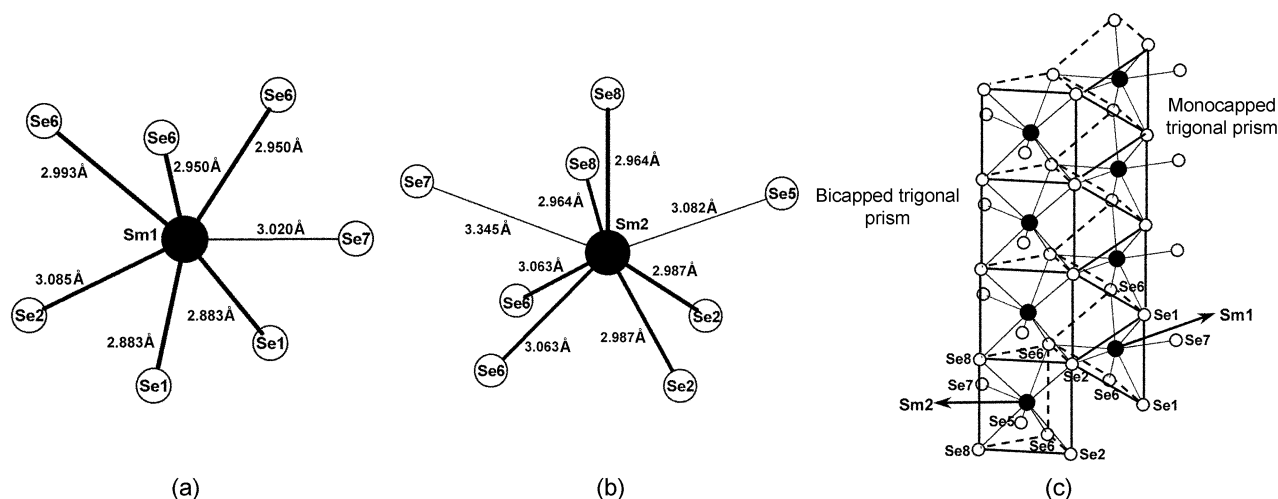 Se6
Se6
Se6
2.993Å
2.950Å
2.950Å
Sm1
3.020Å
Se7
3.085Å
2.883Å
2.883Å
Se2
Se1
Se1
(a)
Se8
Se8
2.964Å
Se7
2.964Å
3.082Å
Se5
Sm2
3.345Å
3.063Å
2.987Å
Se6
Se2
3.063Å
2.987Å
Se6
Se2
(b)
Monocapped
trigonal prism
Bicapped trigonal
prism
Se6
Se1
Sm1
Se8
Se6
Se7
Se2
Se7
Se6
Se1
Sm2
Se5
Se6
Se8
Se2
(c)